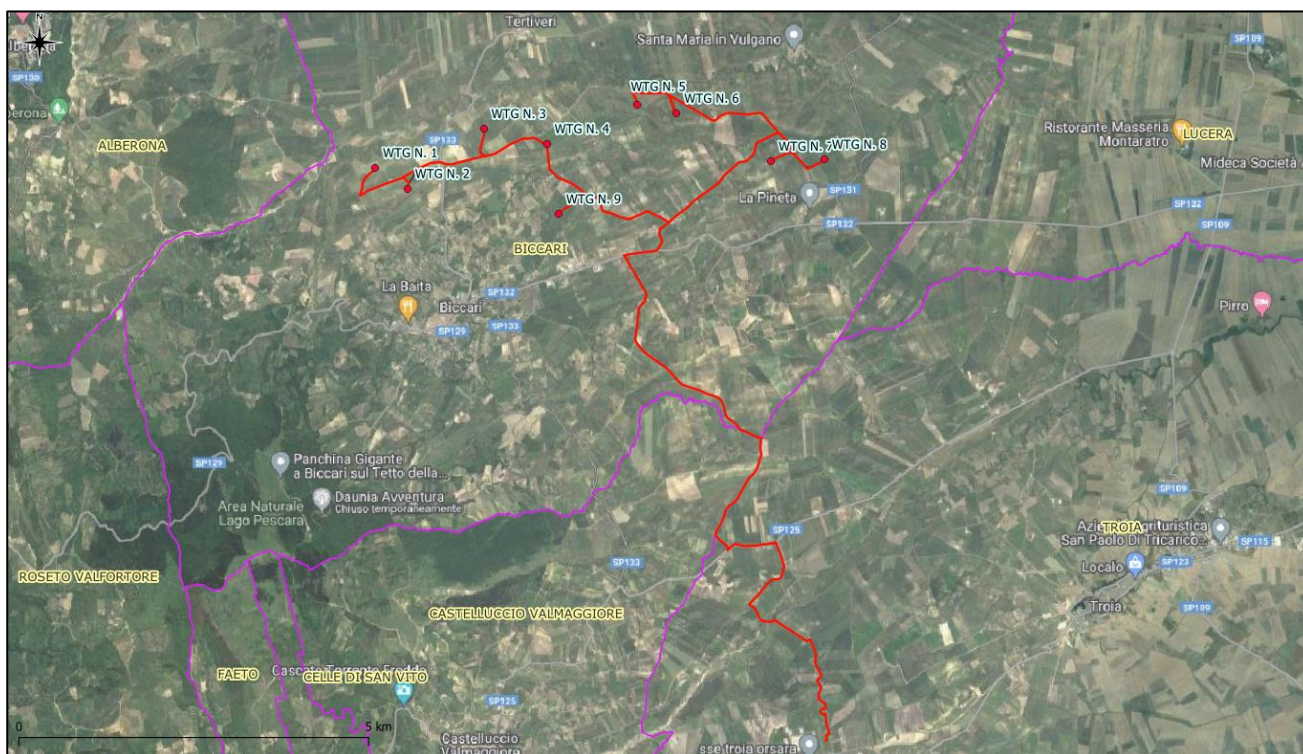 N
Tertiveri
SP109
Santa Maria in Vulgano
SP130
WTG N. 5
WTG N. 6
WTG N. 3
WTG N. 4
SP133
ALBERONA
Ristorante Masseria
Montaratro
LUCERA
WTG N. 7
WTG N. 8
Mideca Società
WTG N. 1
WTG N. 2
La Pineta
SP131
WTG N. 9
SP132
SP132
SP109
BICCARI
La Baita
SP132
Biccari
SP129
SP133
Pirro
SP129
Panchina Gigante
a Biccari sul Tetto della...
Daunia Avventura
Chiuso temporaneamente
Area Naturale
Lago Pescara
SP109
SP125
TROIA
San Paolo Di Tricarico...
SP115
SP133
Localo
SP123
ROSETO VALFORTORE
Troia
SP109
CASTELLUCCIO VALMAGGIORE
FAETO
CELLE DI SAN VITO
SP125
0
5 km
Castelluccio
Valmaggiore
sse troia orsara